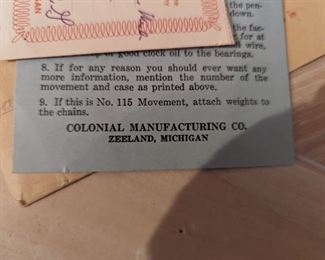 the pen-
down.
the fac-
for at
wire,
of good clock oil to the bearings.
8. If for any reason you should ever want any
more information, mention the number of the
movement and case as printed above.
9. If this is No. 115 Movement, attach weights to
the chains.
COLONIAL MANUFACTURING CO.
ZEELAND, MICHIGAN